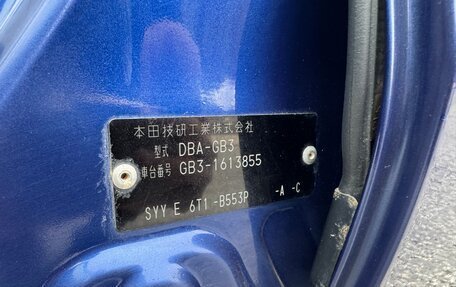 本田技研工業株式会社
型式 DBA-GB3
車台番号 GB3-1613855
SYY E 6T1 -B553P -A -C